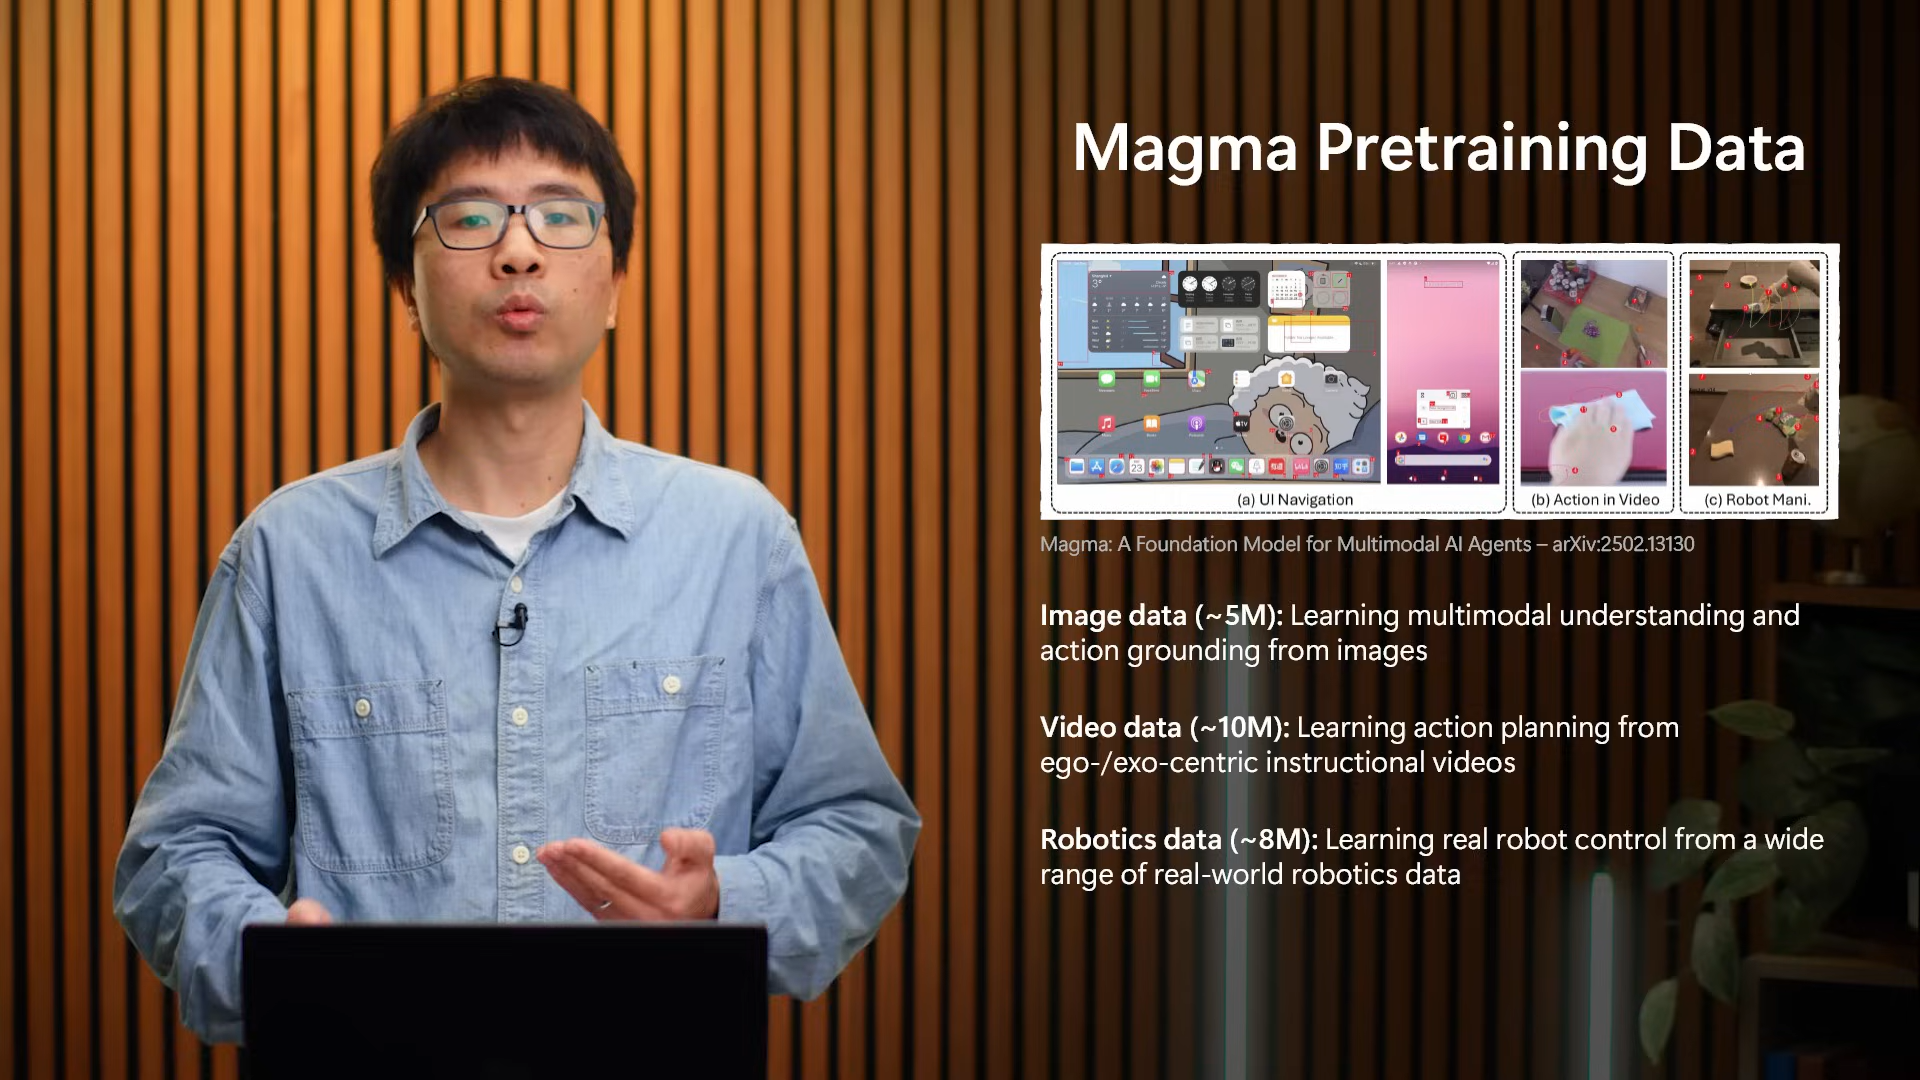 Magma Pretraining Data
(a) UI Navigation
(b) Action in Video
(c) Robot Mani.
Magma: A Foundation Model for Multimodal AI Agents – arXiv:2502.13130
Image data (~5M): Learning multimodal understanding and
action grounding from images
Video data (~10M): Learning action planning from
ego-/exo-centric instructional videos
Robotics data (~8M): Learning real robot control from a wide
range of real-world robotics data